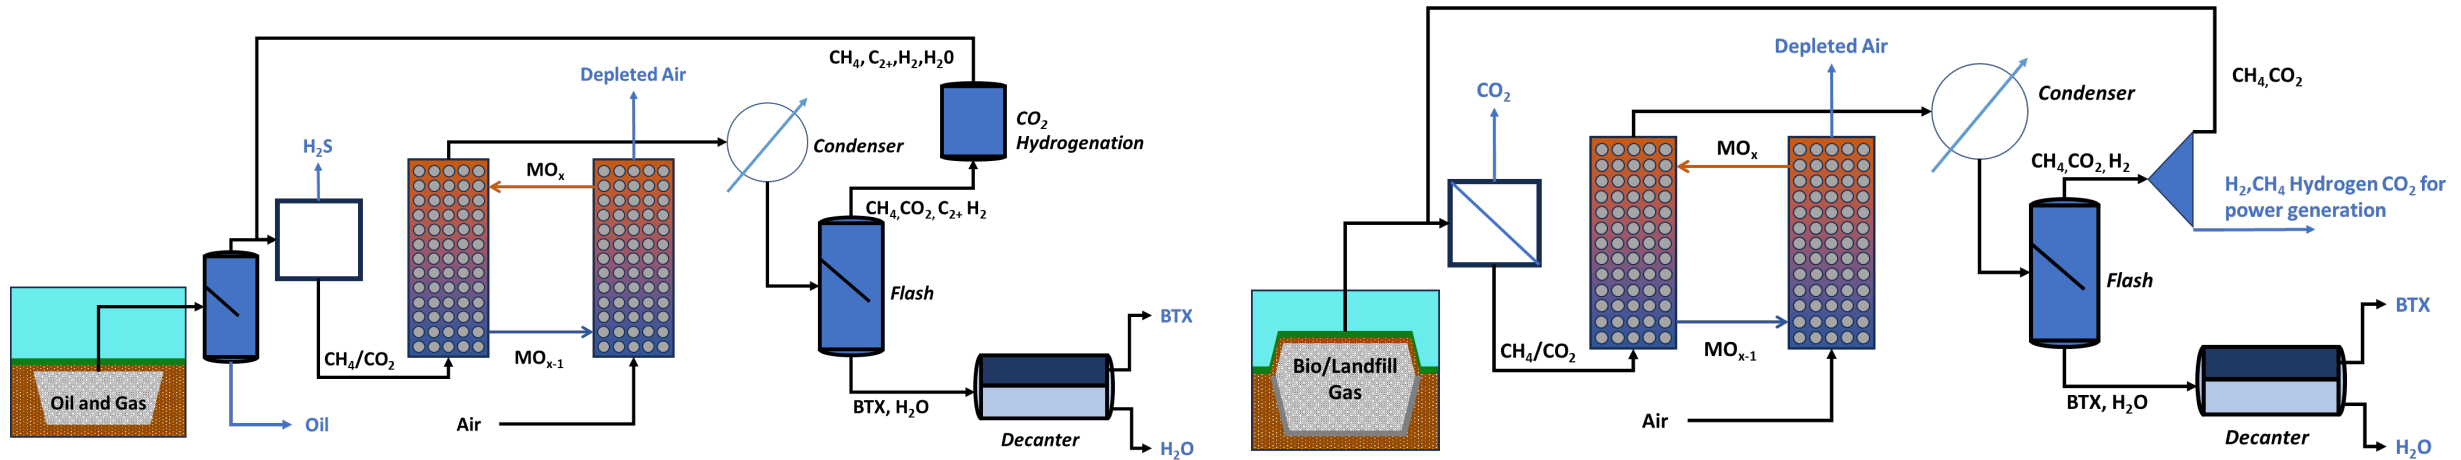 CH₄, C₂₊,H₂,H₂0
Depleted Air
CO₂
Hydrogenation
H₂S
MOₓ
Condenser
CH₄,CO₂, C₂₊ H₂
Flash
CH₄/CO₂
MOₓ₋₁
BTX
Oil and Gas
Oil
Air
BTX, H₂O
Decanter
H₂O
Depleted Air
CH₄,CO₂
CO₂
Condenser
MOₓ
CH₄,CO₂, H₂
H₂,CH₄ Hydrogen CO₂ for
power generation
Flash
BTX
CH₄/CO₂
MOₓ₋₁
Bio/Landfill
Gas
Air
BTX, H₂O
Decanter
H₂O